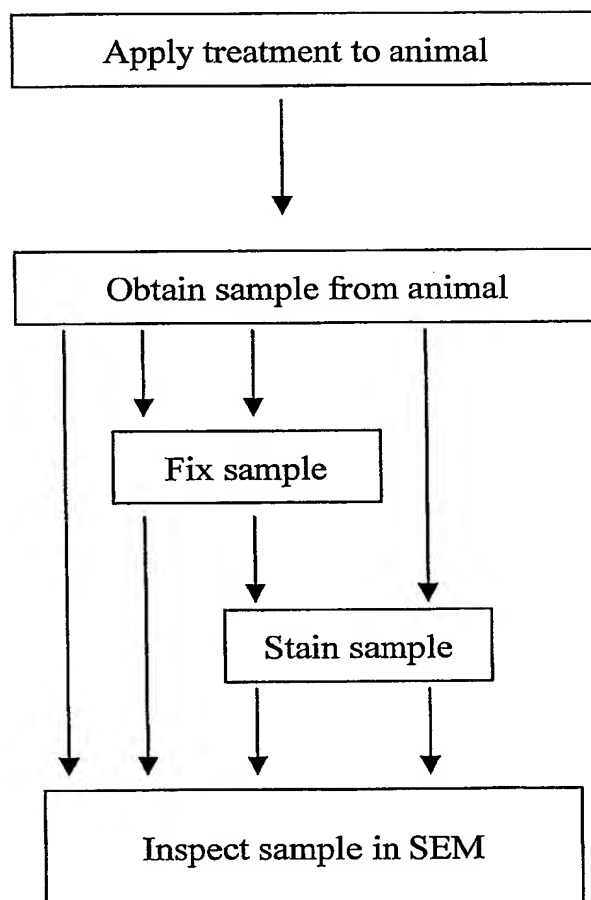 Apply treatment to animal
Obtain sample from animal
Fix sample
Stain sample
Inspect sample in SEM